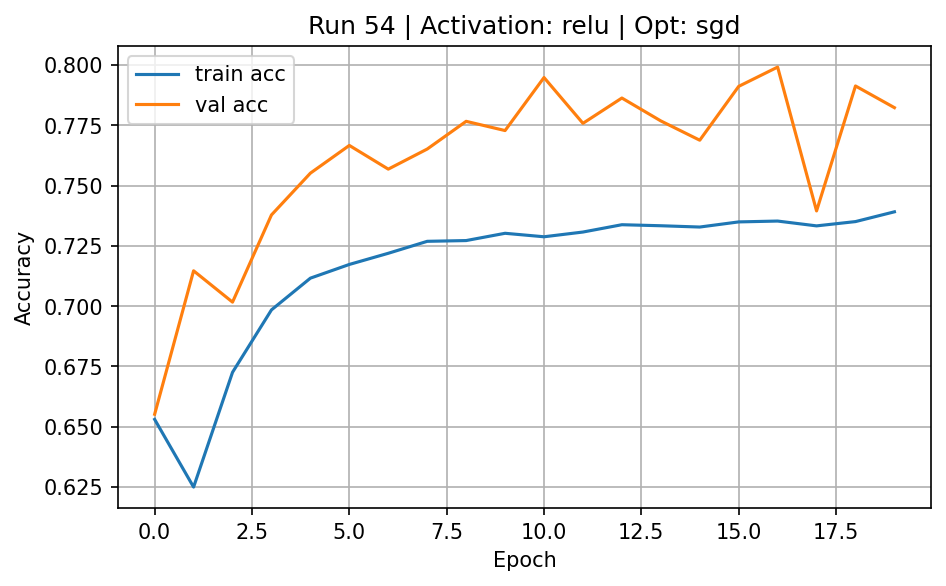 Run 54 | Activation: relu | Opt: sgd
train acc
val acc
0.800
0.775
0.750
0.725
0.700
0.675
0.650
0.625
Accuracy
0.0 2.5 5.0 7.5 10.0 12.5 15.0 17.5
Epoch